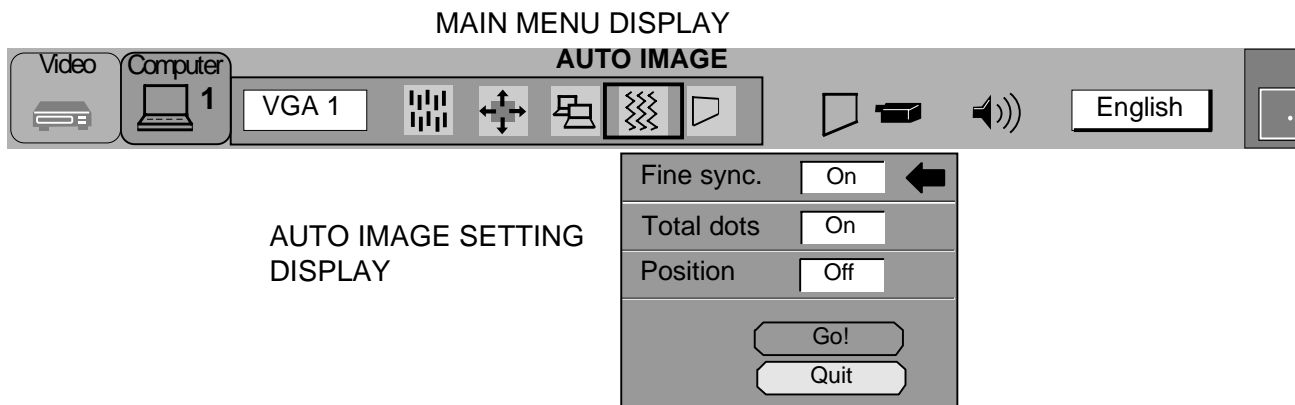 MAIN MENU DISPLAY
AUTO IMAGE
Video
Computer
1
VGA 1
English
Fine sync. On
Total dots On
Position Off
AUTO IMAGE SETTING
DISPLAY
Go!
Quit